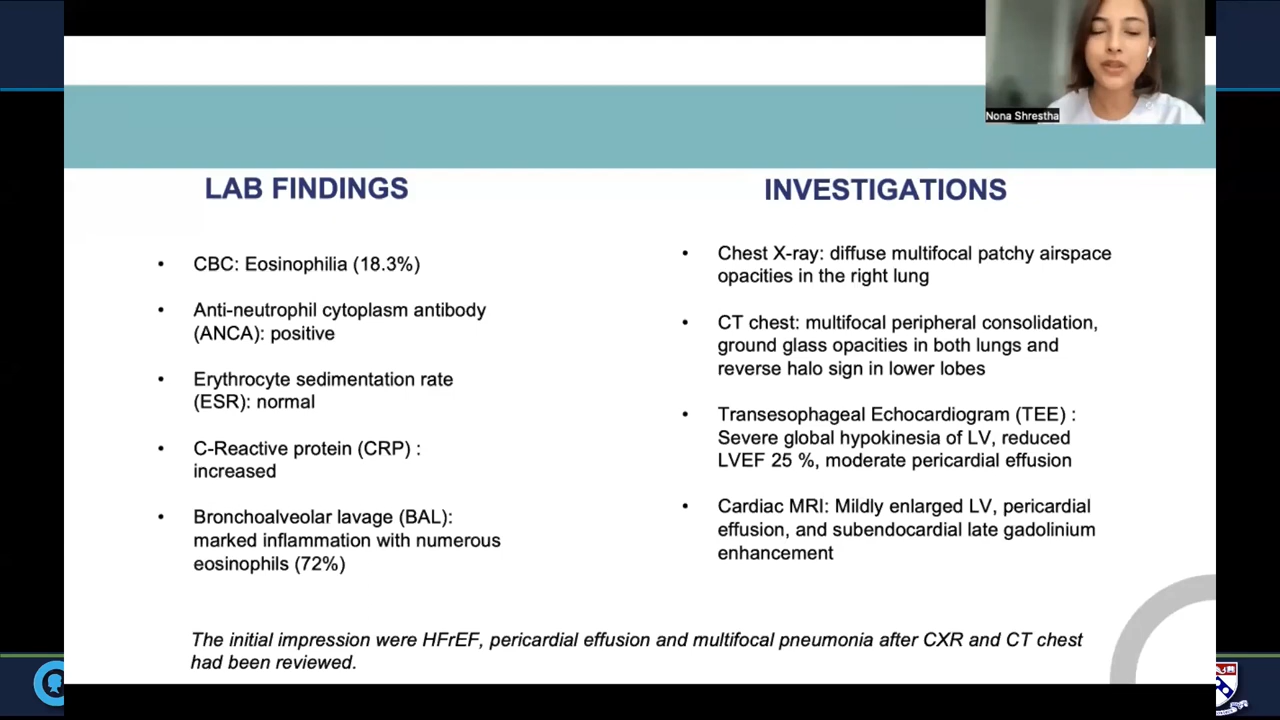 Nona Shrestha
LAB FINDINGS
• CBC: Eosinophilia (18.3%)
• Anti-neutrophil cytoplasm antibody
(ANCA): positive
• Erythrocyte sedimentation rate
(ESR): normal
• C-Reactive protein (CRP) :
increased
• Bronchoalveolar lavage (BAL):
marked inflammation with numerous
eosinophils (72%)
INVESTIGATIONS
• Chest X-ray: diffuse multifocal patchy airspace
opacities in the right lung
• CT chest: multifocal peripheral consolidation,
ground glass opacities in both lungs and
reverse halo sign in lower lobes
• Transesophageal Echocardiogram (TEE) :
Severe global hypokinesia of LV, reduced
LVEF 25 %, moderate pericardial effusion
• Cardiac MRI: Mildly enlarged LV, pericardial
effusion, and subendocardial late gadolinium
enhancement
The initial impression were HFrEF, pericardial effusion and multifocal pneumonia after CXR and CT chest
had been reviewed.